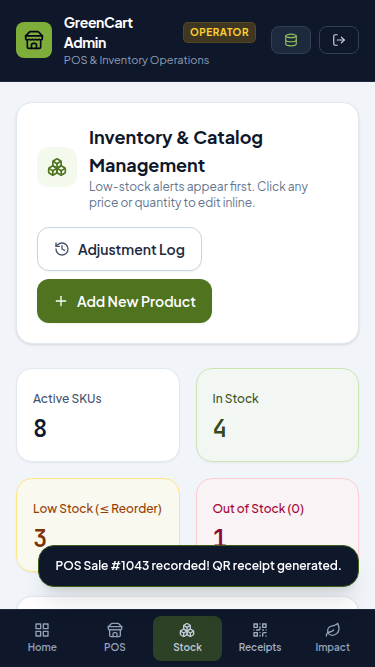 GreenCart
Admin
POS & Inventory Operations
OPERATOR
Inventory & Catalog
Management
Low-stock alerts appear first. Click any
price or quantity to edit inline.
Adjustment Log
Add New Product
Active SKUs
8
In Stock
4
Low Stock (≤ Reorder)
3
Out of Stock (0)
1
POS Sale #1043 recorded! QR receipt generated.
Home
POS
Stock
Receipts
Impact